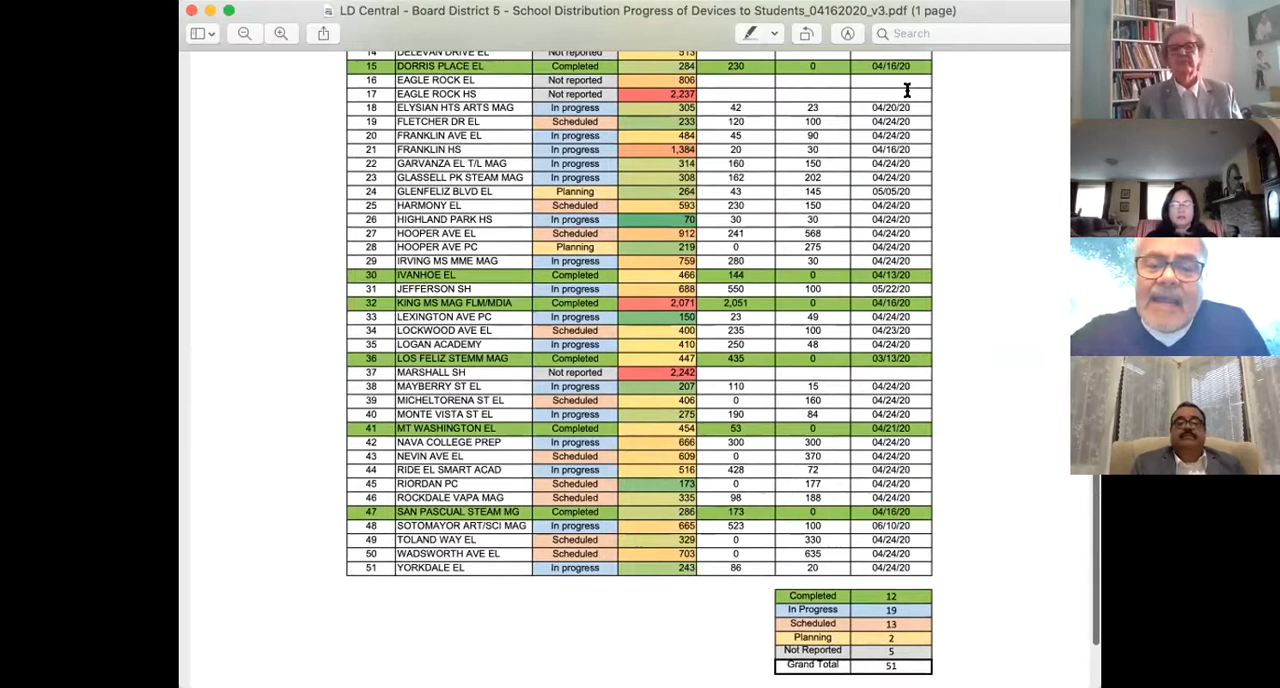 LD Central - Board District 5 - School Distribution Progress of Devices to Students_04162020_v3.pdf (1 page)
Search
14 DELEVAN DRIVE EL Not reported 513
15 DORRIS PLACE EL Completed 284 230 0 04/16/20
16 EAGLE ROCK EL Not reported 806
17 EAGLE ROCK HS Not reported 2,237
18 ELYSIAN HTS ARTS MAG In progress 305 42 23 04/20/20
19 FLETCHER DR EL Scheduled 233 120 100 04/24/20
20 FRANKLIN AVE EL In progress 484 45 90 04/24/20
21 FRANKLIN HS In progress 1,384 20 30 04/16/20
22 GARVANZA EL T/L MAG In progress 314 160 150 04/24/20
23 GLASSELL PK STEAM MAG In progress 308 162 202 04/24/20
24 GLENFELIZ BLVD EL Planning 264 43 145 05/05/20
25 HARMONY EL Scheduled 593 230 150 04/24/20
26 HIGHLAND PARK HS In progress 70 30 30 04/24/20
27 HOOPER AVE EL Scheduled 912 241 568 04/24/20
28 HOOPER AVE PC Planning 219 0 275 04/24/20
29 IRVING MS MME MAG In progress 759 280 30 04/24/20
30 IVANHOE EL Completed 466 144 0 04/13/20
31 JEFFERSON SH In progress 688 550 100 05/22/20
32 KING MS MAG FLM/MDIA Completed 2,071 2,051 0 04/16/20
33 LEXINGTON AVE PC In progress 150 23 49 04/24/20
34 LOCKWOOD AVE EL Scheduled 400 235 100 04/23/20
35 LOGAN ACADEMY In progress 410 250 48 04/24/20
36 LOS FELIZ STEMM MAG Completed 447 435 0 03/13/20
37 MARSHALL SH Not reported 2,242
38 MAYBERRY ST EL In progress 207 110 15 04/24/20
39 MICHELTORENA ST EL Scheduled 406 0 160 04/24/20
40 MONTE VISTA ST EL In progress 275 190 84 04/24/20
41 MT WASHINGTON EL Completed 454 53 0 04/21/20
42 NAVA COLLEGE PREP In progress 666 300 300 04/24/20
43 NEVIN AVE EL Scheduled 609 0 370 04/24/20
44 RIDE EL SMART ACAD In progress 516 428 72 04/24/20
45 RIORDAN PC Scheduled 173 0 177 04/24/20
46 ROCKDALE VAPA MAG Scheduled 335 98 188 04/24/20
47 SAN PASCUAL STEAM MG Completed 286 173 0 04/16/20
48 SOTOMAYOR ART/SCI MAG In progress 665 523 100 06/10/20
49 TOLAND WAY EL Scheduled 329 0 330 04/24/20
50 WADSWORTH AVE EL Scheduled 703 0 635 04/24/20
51 YORKDALE EL In progress 243 86 20 04/24/20
Completed 12
In Progress 19
Scheduled 13
Planning 2
Not Reported 5
Grand Total 51